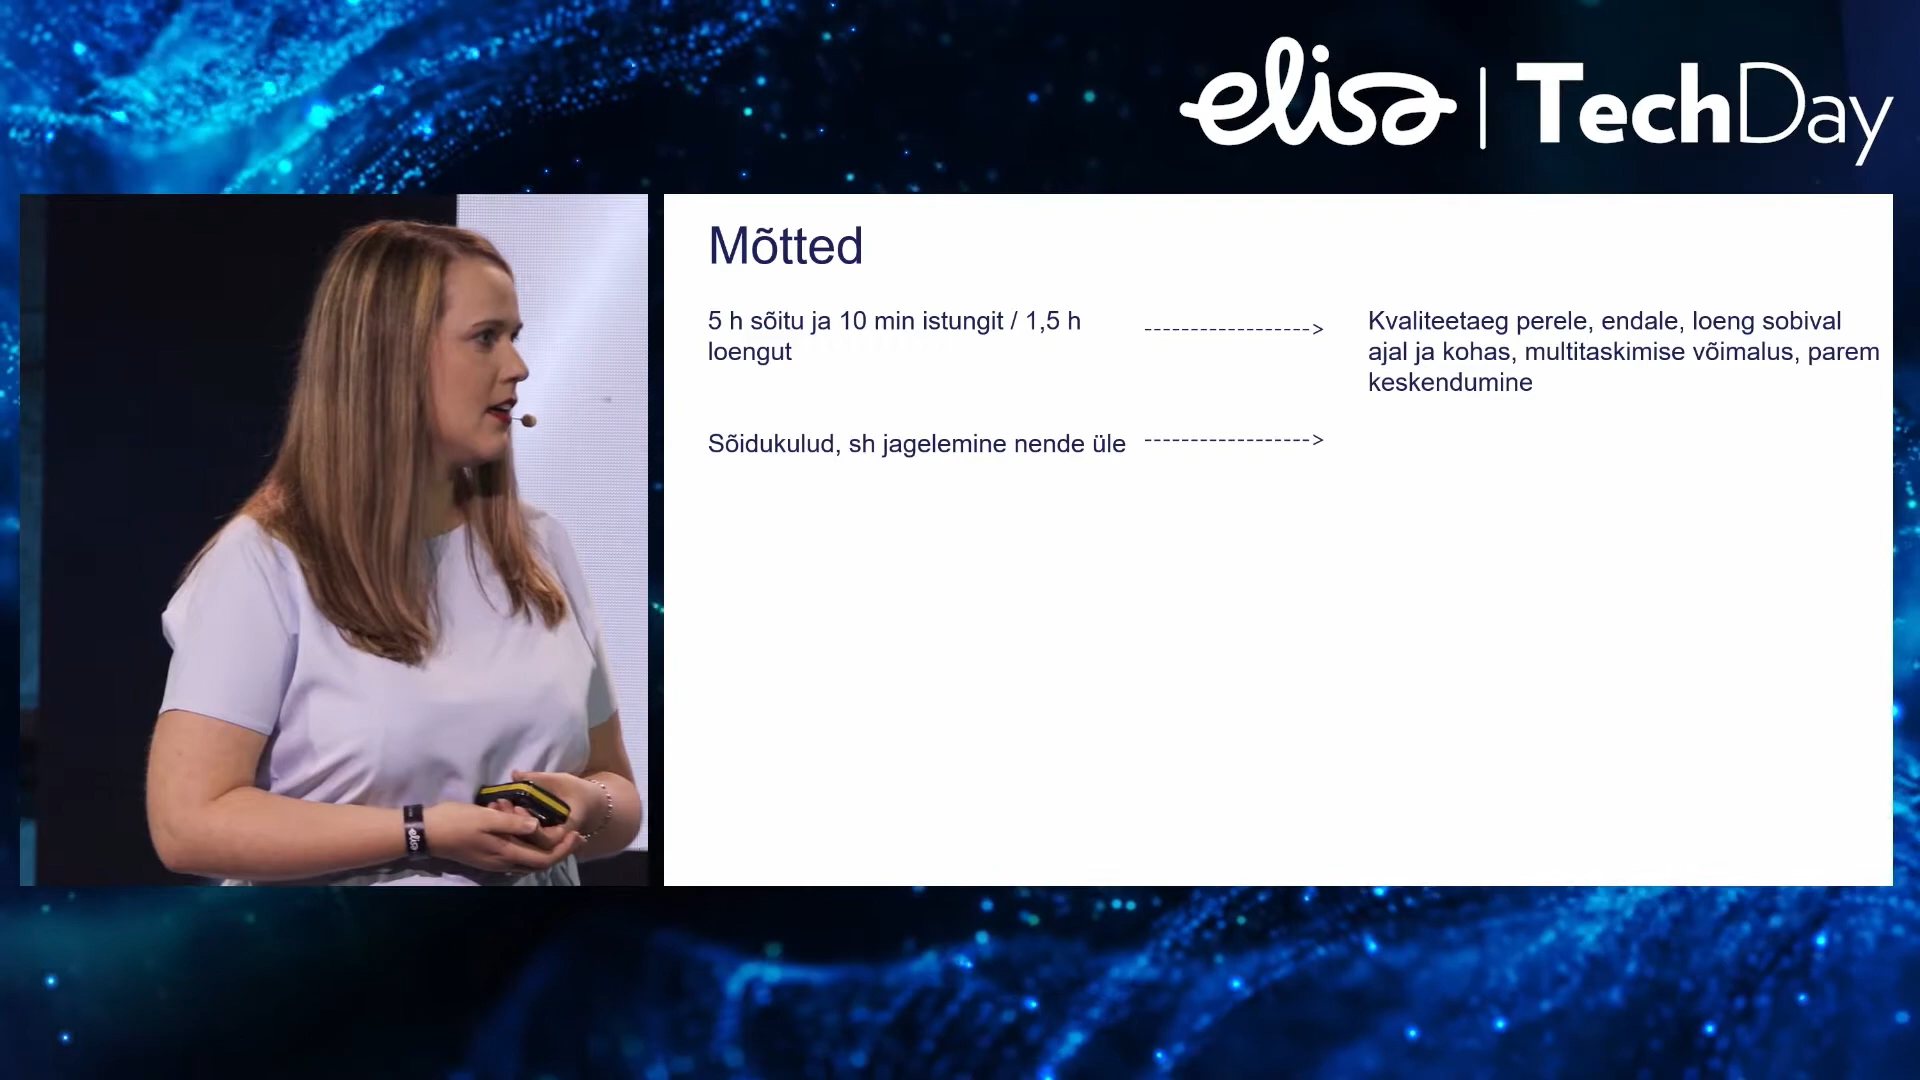 elisa | TechDay
Mõtted
5 h sõitu ja 10 min istungit / 1,5 h
loengut
Kvaliteetaeg perele, endale, loeng sobival
ajal ja kohas, multitaskimise võimalus, parem
keskendumine
Sõidukulud, sh jagelemine nende üle
elisa